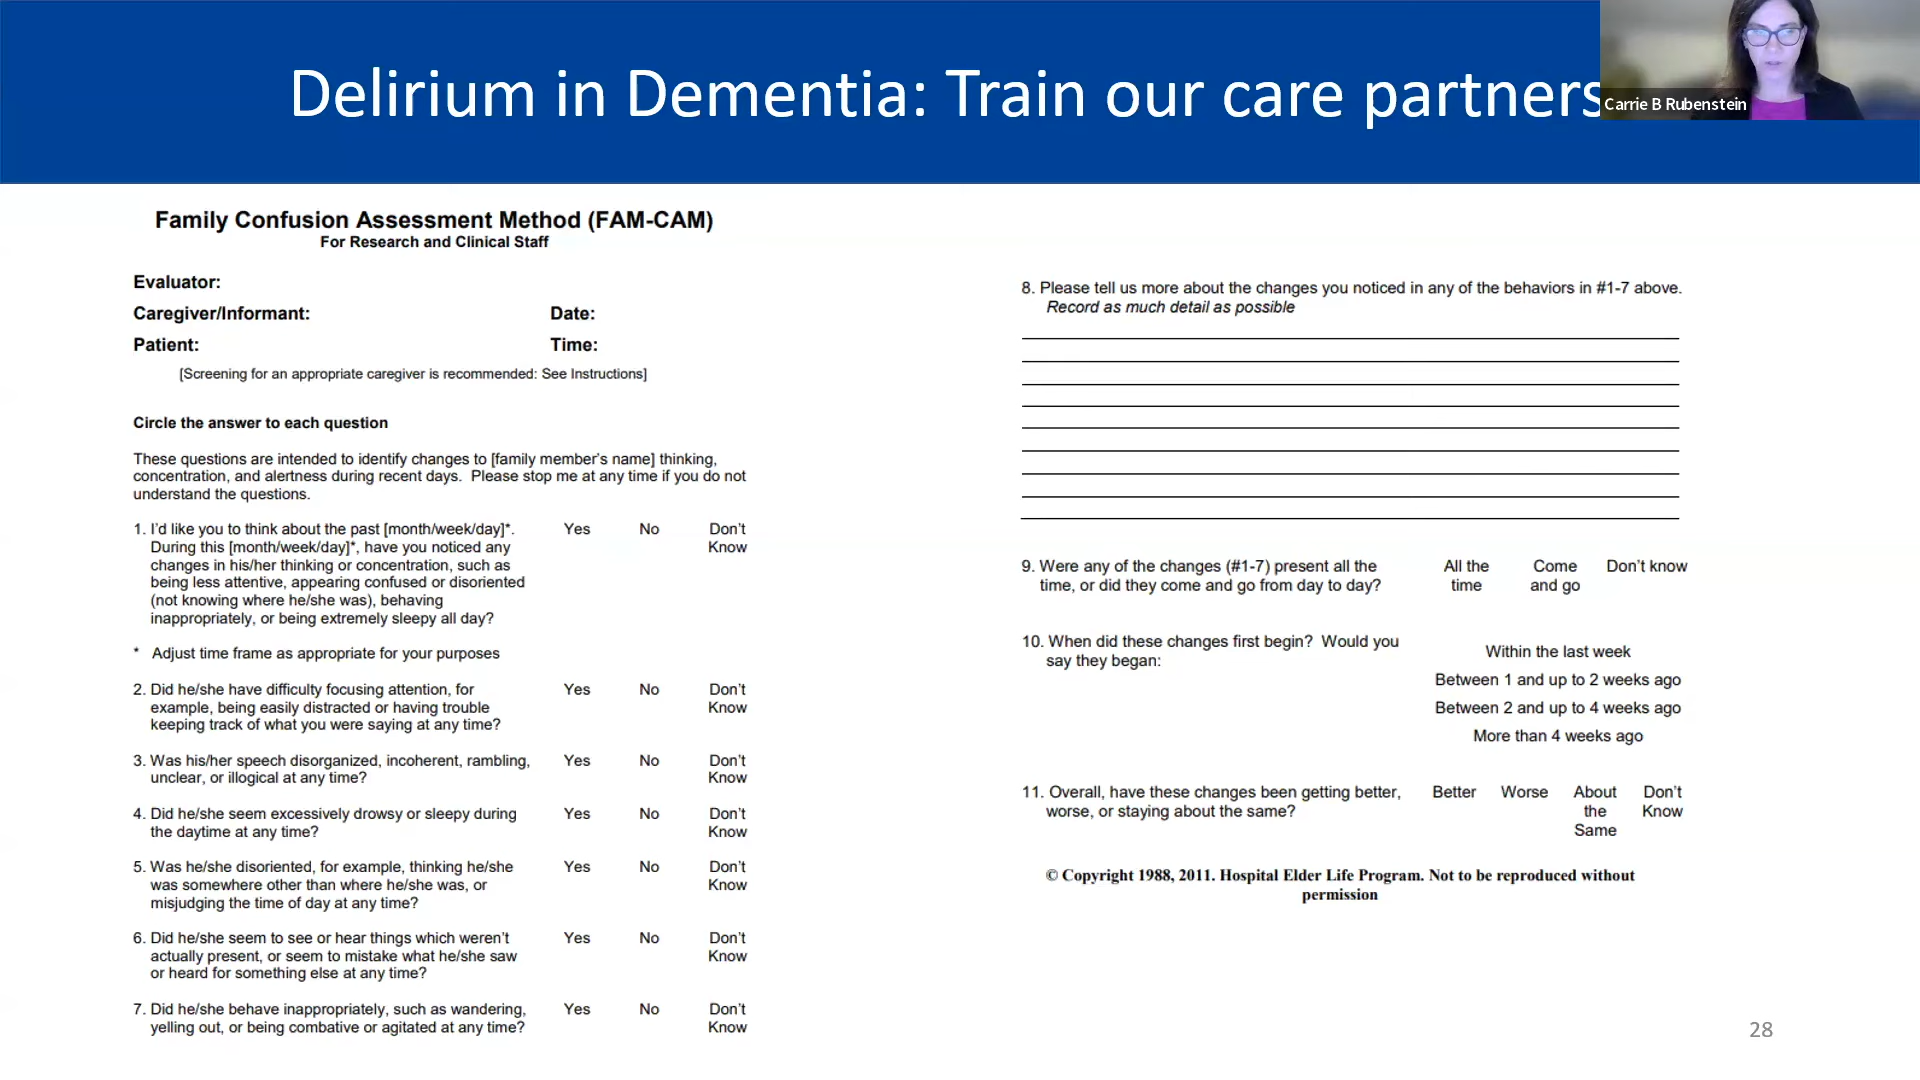 Delirium in Dementia: Train our care partners
Carrie B Rubenstein
Family Confusion Assessment Method (FAM-CAM)
For Research and Clinical Staff
Evaluator:
Caregiver/Informant: Date:
Patient: Time:
[Screening for an appropriate caregiver is recommended: See Instructions]
Circle the answer to each question
These questions are intended to identify changes to [family member's name] thinking,
concentration, and alertness during recent days. Please stop me at any time if you do not
understand the questions.
1. I'd like you to think about the past [month/week/day]*. Yes No Don't
During this [month/week/day]*, have you noticed any Know
changes in his/her thinking or concentration, such as
being less attentive, appearing confused or disoriented
(not knowing where he/she was), behaving
inappropriately, or being extremely sleepy all day?
* Adjust time frame as appropriate for your purposes
2. Did he/she have difficulty focusing attention, for Yes No Don't
example, being easily distracted or having trouble Know
keeping track of what you were saying at any time?
3. Was his/her speech disorganized, incoherent, rambling, Yes No Don't
unclear, or illogical at any time? Know
4. Did he/she seem excessively drowsy or sleepy during Yes No Don't
the daytime at any time? Know
5. Was he/she disoriented, for example, thinking he/she Yes No Don't
was somewhere other than where he/she was, or Know
misjudging the time of day at any time?
6. Did he/she seem to see or hear things which weren't Yes No Don't
actually present, or seem to mistake what he/she saw Know
or heard for something else at any time?
7. Did he/she behave inappropriately, such as wandering, Yes No Don't
yelling out, or being combative or agitated at any time? Know
8. Please tell us more about the changes you noticed in any of the behaviors in #1-7 above.
Record as much detail as possible
9. Were any of the changes (#1-7) present all the All the Come Don't know
time, or did they come and go from day to day? time and go
10. When did these changes first begin? Would you
say they began:
Within the last week
Between 1 and up to 2 weeks ago
Between 2 and up to 4 weeks ago
More than 4 weeks ago
11. Overall, have these changes been getting better, Better Worse About Don't
worse, or staying about the same? the Know
Same
© Copyright 1988, 2011. Hospital Elder Life Program. Not to be reproduced without
permission
28